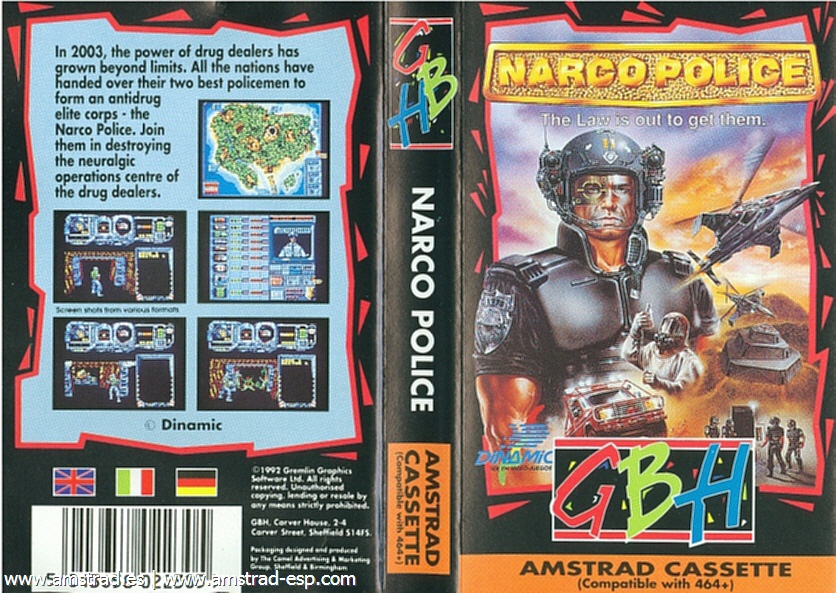 In 2003, the power of drug dealers has
grown beyond limits. All the nations have
handed over their two best policemen to
form an antidrug
elite corps - the
Narco Police. Join
them in destroying
the neuralgic
operations centre of
the drug dealers.
Screen shots from various formats
© Dinamic
©1992 Gremlin Graphics
Software Ltd. All rights
reserved. Unauthorised
copying, lending or resale by
any means strictly prohibited.
GBH, Carver House, 2-4
Carver Street, Sheffield S14FS.
Packaging designed and produced
by The Camel Advertising & Marketing
Group, Sheffield & Birmingham
www.amstrad.es www.amstrad-esp.com
GBH
NARCO POLICE
AMSTRAD
CASSETTE
(Compatible with 464+)
NARCO POLICE
The Law is out to get them.
DINAMIC
GBH
AMSTRAD CASSETTE
(Compatible with 464+)